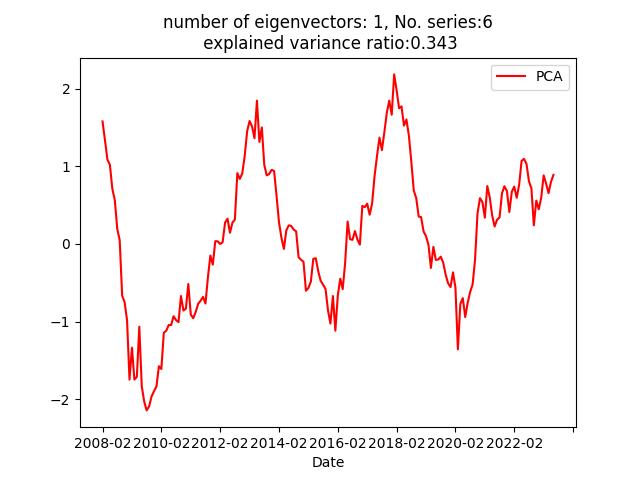 number of eigenvectors: 1, No. series:6
explained variance ratio:0.343
PCA
2
1
0
−1
−2
2008-02 2010-02 2012-02 2014-02 2016-02 2018-02 2020-02 2022-02
Date